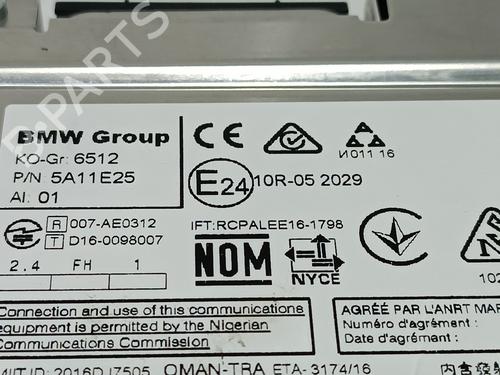 BMW Group
KO-Gr: 6512
P/N 5A11E25
AI: 01
CE
И011 16
E24 10R-05 2029
R 007-AE0312
T D16-0098007
IFT:RCPALEE16-1798
2.4 FH 1
NOM
NYCE
N
102
Connection and use of this communications
equipment is permitted by the Nigerian
Communications Commission
AGRÉÉ PAR L'ANRT MAR
Numéro d'agrément :
Date d'agrément :
OMAN-TRA ETA- 3174/16